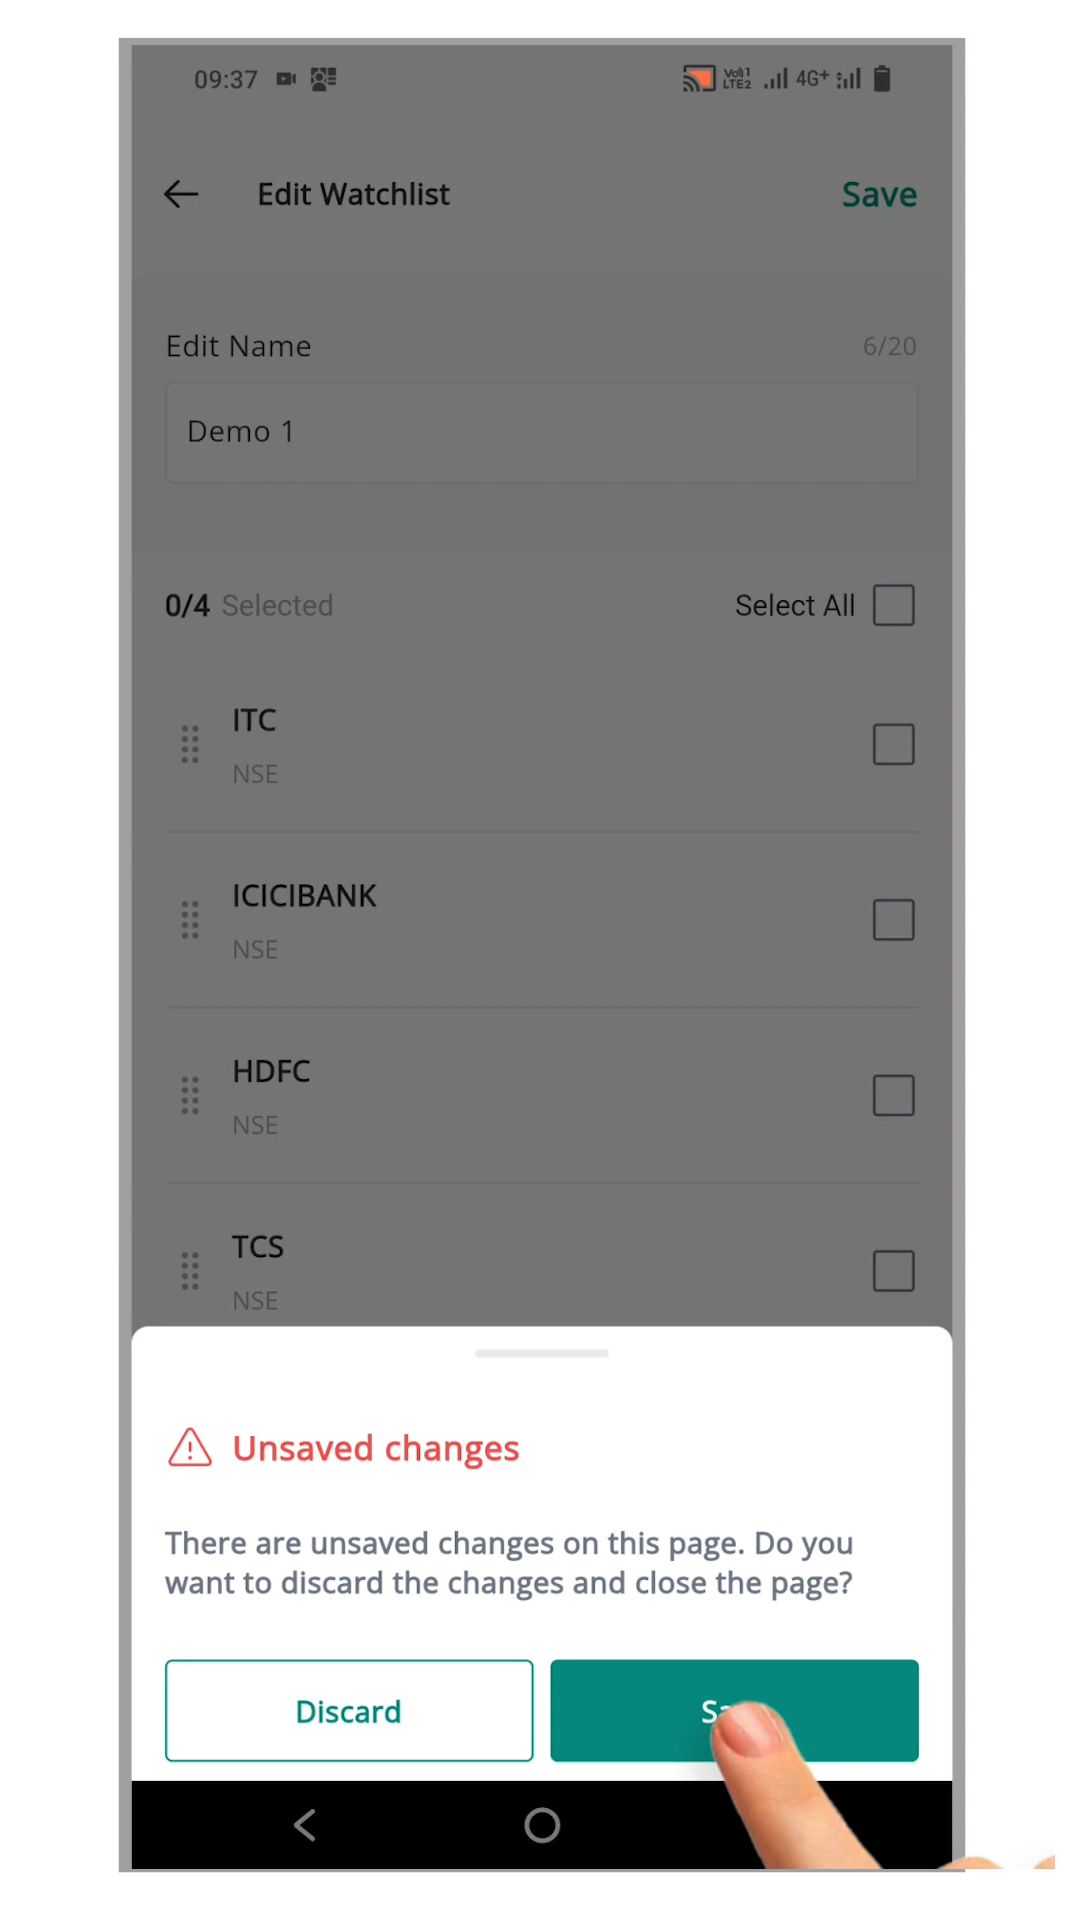 09:37
4G+
Edit Watchlist
Save
Edit Name
6/20
Demo 1
0/4 Selected
Select All
ITC
NSE
ICICIBANK
NSE
HDFC
NSE
TCS
NSE
Unsaved changes
There are unsaved changes on this page. Do you
want to discard the changes and close the page?
Discard